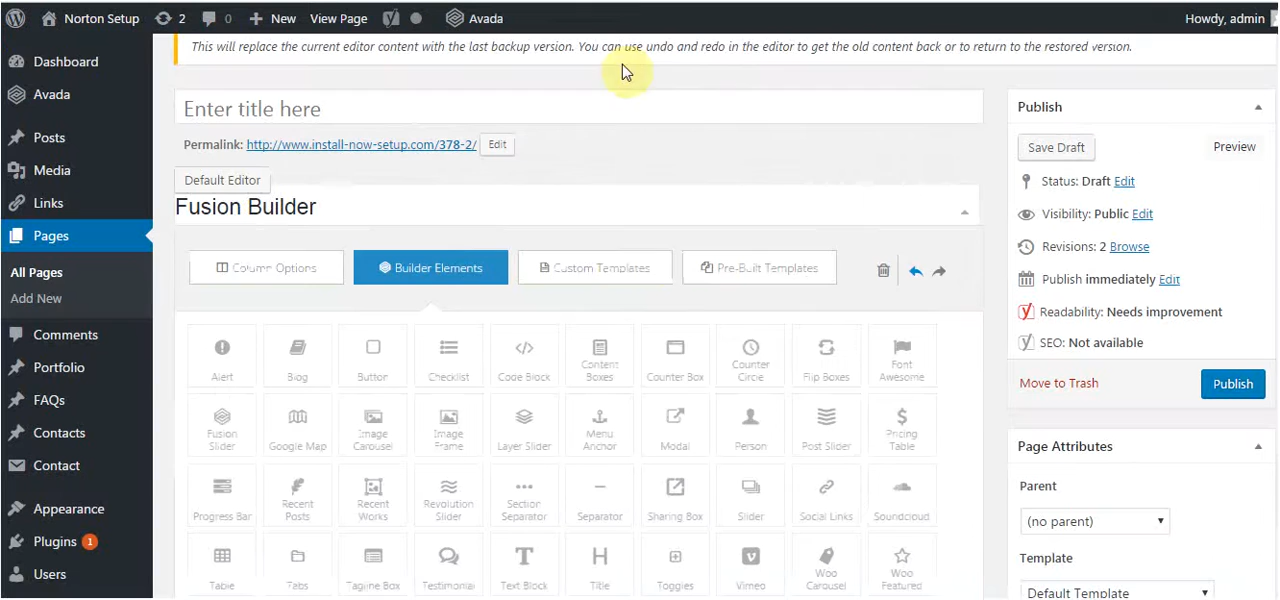 Norton Setup 2 0 New View Page Avada Howdy, admin
This will replace the current editor content with the last backup version. You can use undo and redo in the editor to get the old content back or to return to the restored version.
Dashboard
Avada
Posts
Media
Links
Pages
All Pages
Add New
Comments
Portfolio
FAQs
Contacts
Contact
Appearance
Plugins 1
Users
Enter title here
Permalink: http://www.install-now-setup.com/378-2/ Edit
Default Editor
Fusion Builder
Column Options Builder Elements Custom Templates Pre-Built Templates
Alert Blog Button Checklist Code Block Content Boxes Counter Box Counter Circle Flip Boxes Font Awesome
Fusion Slider Google Map Image Carousel Image Frame Layer Slider Menu Anchor Modal Person Post Slider Pricing Table
Progress Bar Recent Posts Recent Works Revolution Slider Section Separator Separator Sharing Box Slider Social Links Soundcloud
Table Tabs Tagline Box Testimonial Text Block Title Toggles Vimeo Woo Carousel Woo Featured
Publish
Save Draft Preview
Status: Draft Edit
Visibility: Public Edit
Revisions: 2 Browse
Publish immediately Edit
Readability: Needs improvement
SEO: Not available
Move to Trash Publish
Page Attributes
Parent
(no parent)
Template
Default Template